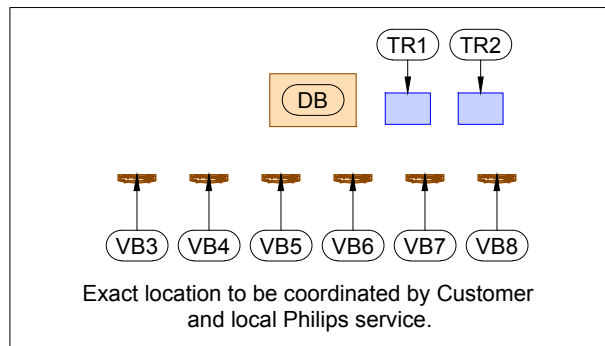 TR1 TR2
DB
VB3 VB4 VB5 VB6 VB7 VB8
Exact location to be coordinated by Customer
and local Philips service.